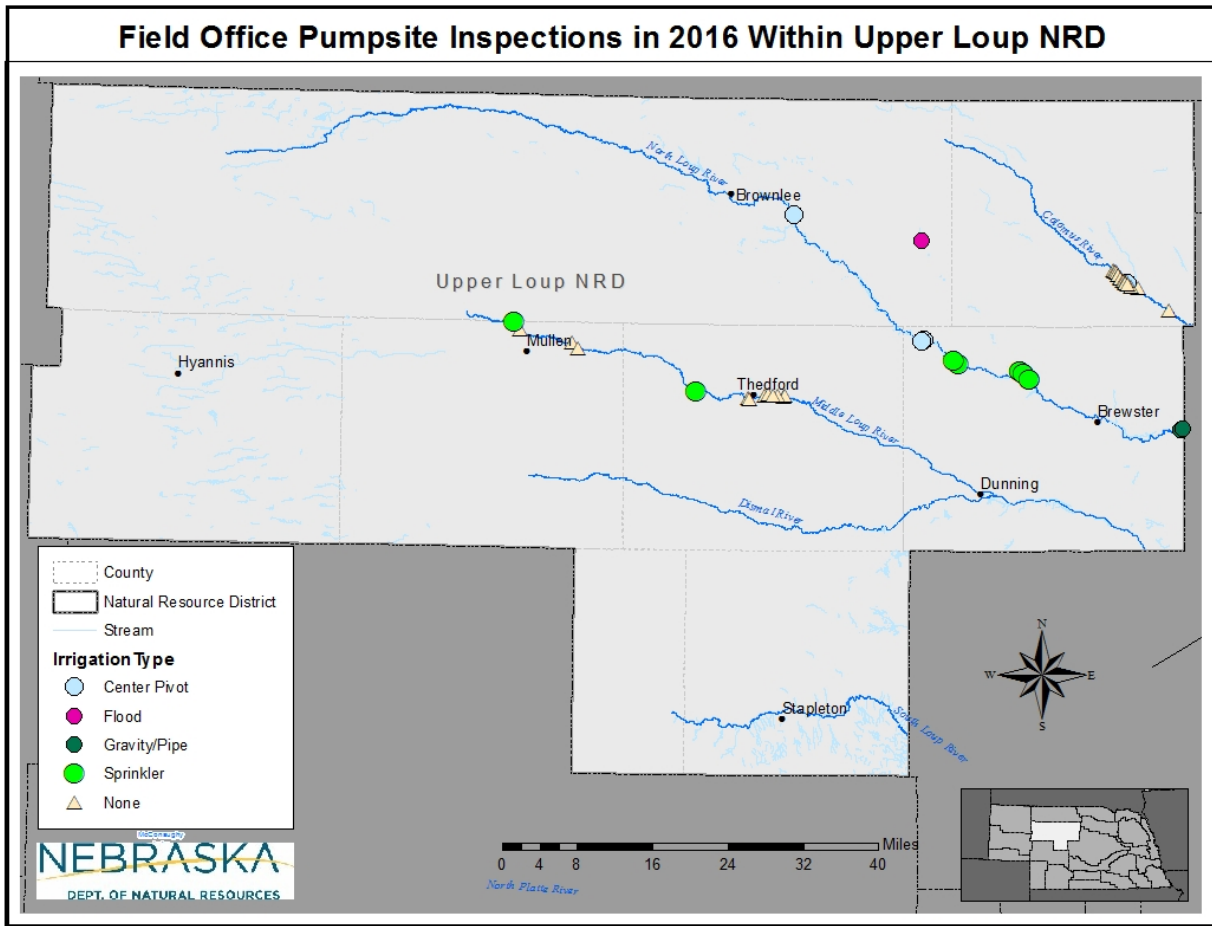 Field Office Pumpsite Inspections in 2016 Within Upper Loup NRD
North Loup River
Brownlee
Calamus River
Upper Loup NRD
Mullen
Hyannis
Thedford
Middle Loup River
Brewster
Dunning
Dismal River
County
Natural Resource District
Stream
Irrigation Type
Center Pivot
Flood
Gravity/Pipe
Sprinkler
None
Stapleton
South Loup River
N
W
E
S
McConaughy
NEBRASKA
DEPT. OF NATURAL RESOURCES
Miles
0 4 8 16 24 32 40
North Platte River